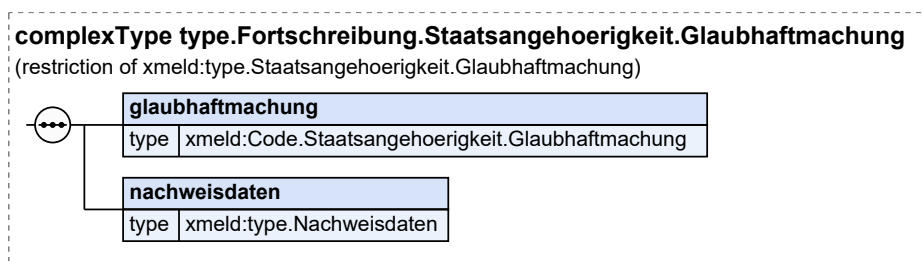 complexType type.Fortschreibung.Staatsangehoerigkeit.Glaubhaftmachung
(restriction of xmeld:type.Staatsangehoerigkeit.Glaubhaftmachung)
glaubhaftmachung
type xmeld:Code.Staatsangehoerigkeit.Glaubhaftmachung
nachweisdaten
type xmeld:type.Nachweisdaten